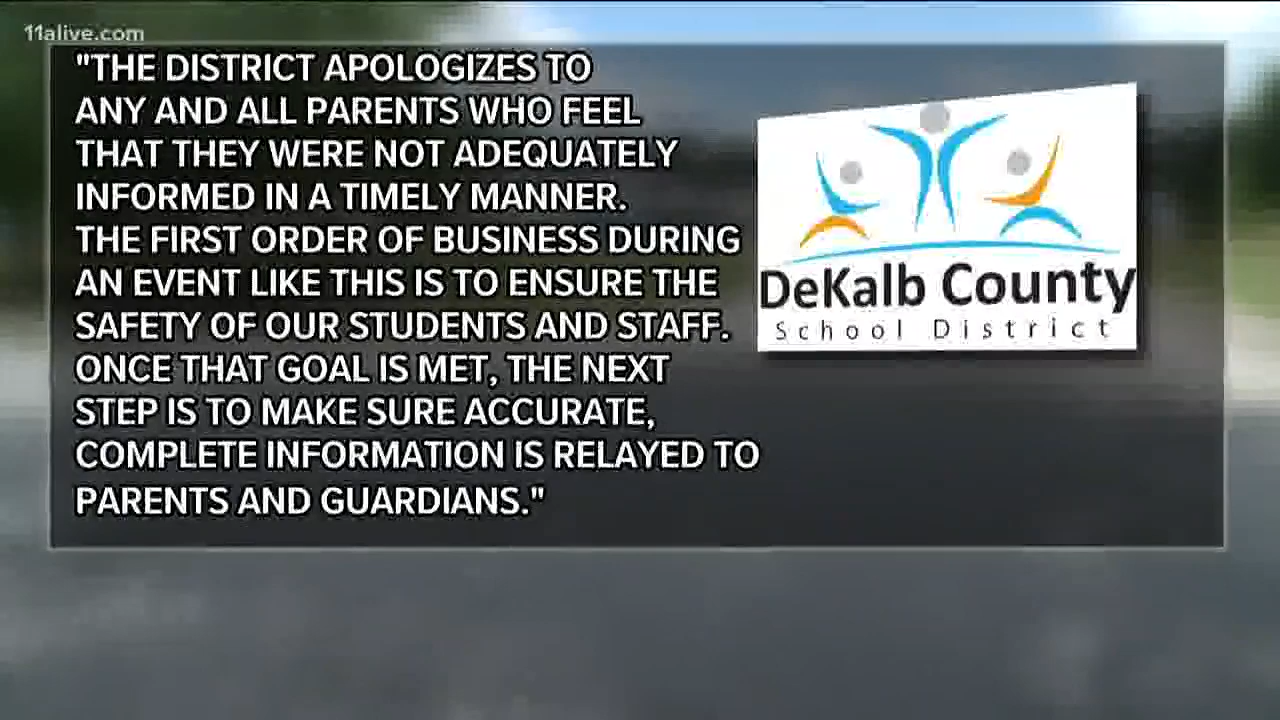 11alive.com
"THE DISTRICT APOLOGIZES TO
ANY AND ALL PARENTS WHO FEEL
THAT THEY WERE NOT ADEQUATELY
INFORMED IN A TIMELY MANNER.
THE FIRST ORDER OF BUSINESS DURING
AN EVENT LIKE THIS IS TO ENSURE THE
SAFETY OF OUR STUDENTS AND STAFF.
ONCE THAT GOAL IS MET, THE NEXT
STEP IS TO MAKE SURE ACCURATE,
COMPLETE INFORMATION IS RELAYED TO
PARENTS AND GUARDIANS."
DeKalb County
School District